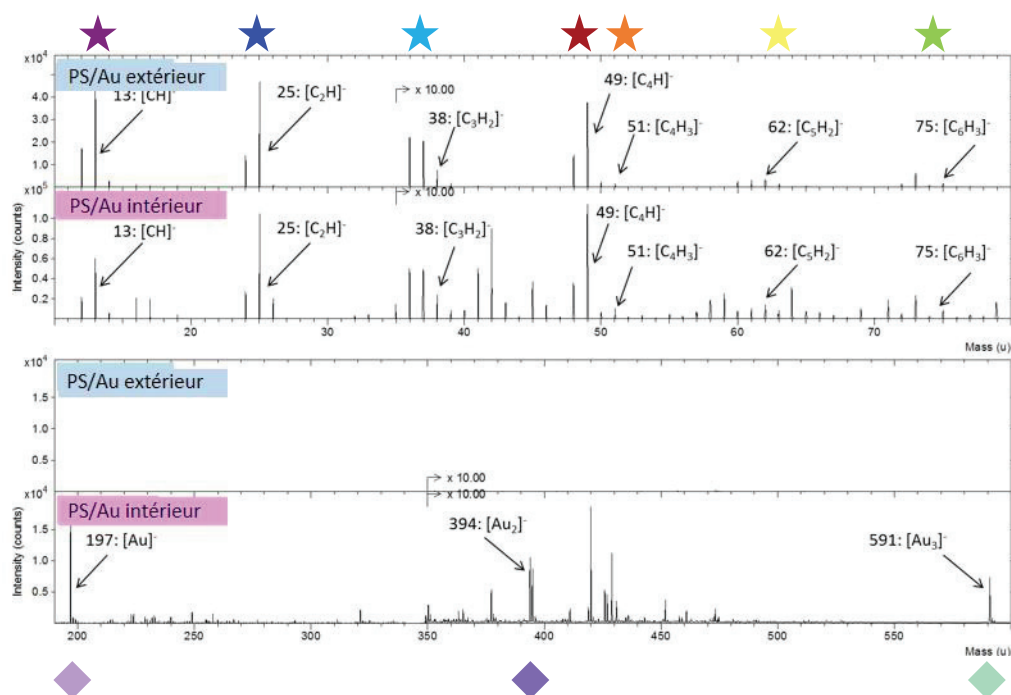 x10⁴
PS/Au extérieur
13: [CH]⁻
25: [C₂H]⁻
x 10.00
38: [C₃H₂]⁻
49: [C₄H]⁻
51: [C₄H₃]⁻
62: [C₅H₂]⁻
75: [C₆H₃]⁻
4.0
3.0
2.0
1.0
x10⁵
PS/Au intérieur
13: [CH]⁻
25: [C₂H]⁻
x 10.00
38: [C₃H₂]⁻
49: [C₄H]⁻
51: [C₄H₃]⁻
62: [C₅H₂]⁻
75: [C₆H₃]⁻
1.0
0.8
0.6
0.4
0.2
Intensity (counts)
20 30 40 50 60 70
Mass (u)
x10⁴
PS/Au extérieur
1.5
1.0
0.5
x 10.00
x10⁴
x 10.00
PS/Au intérieur
197: [Au]⁻
394: [Au₂]⁻
591: [Au₃]⁻
1.5
1.0
0.5
Intensity (counts)
200 250 300 350 400 450 500 550
Mass (u)